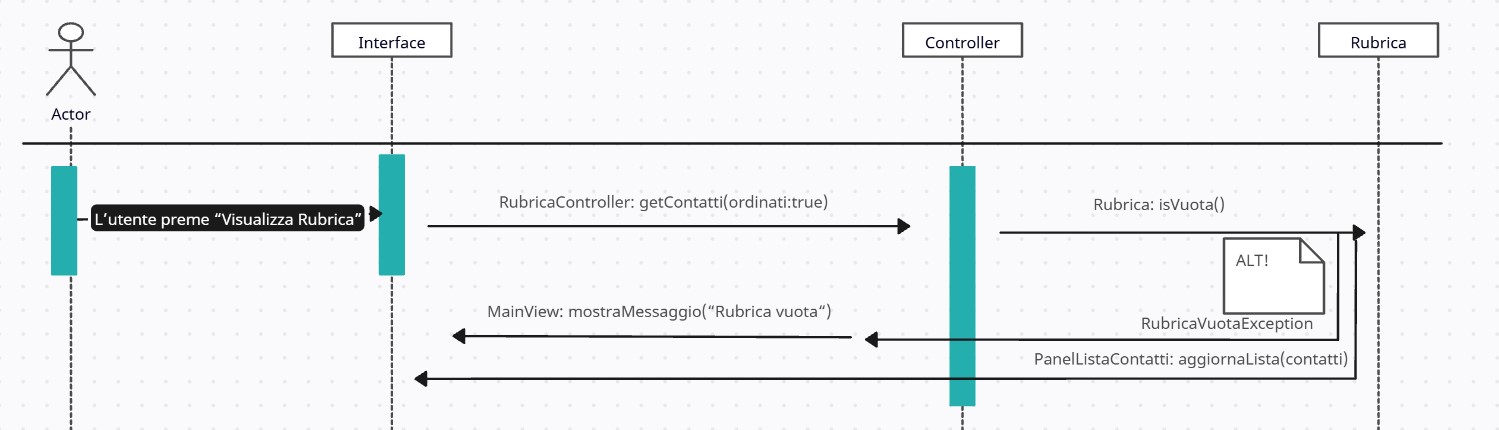 Interface
Controller
Rubrica
Actor
L’utente preme “Visualizza Rubrica”
RubricaController: getContatti(ordinati:true)
Rubrica: isVuota()
ALT!
MainView: mostraMessaggio(“Rubrica vuota“)
RubricaVuotaException
PanelListaContatti: aggiornaLista(contatti)